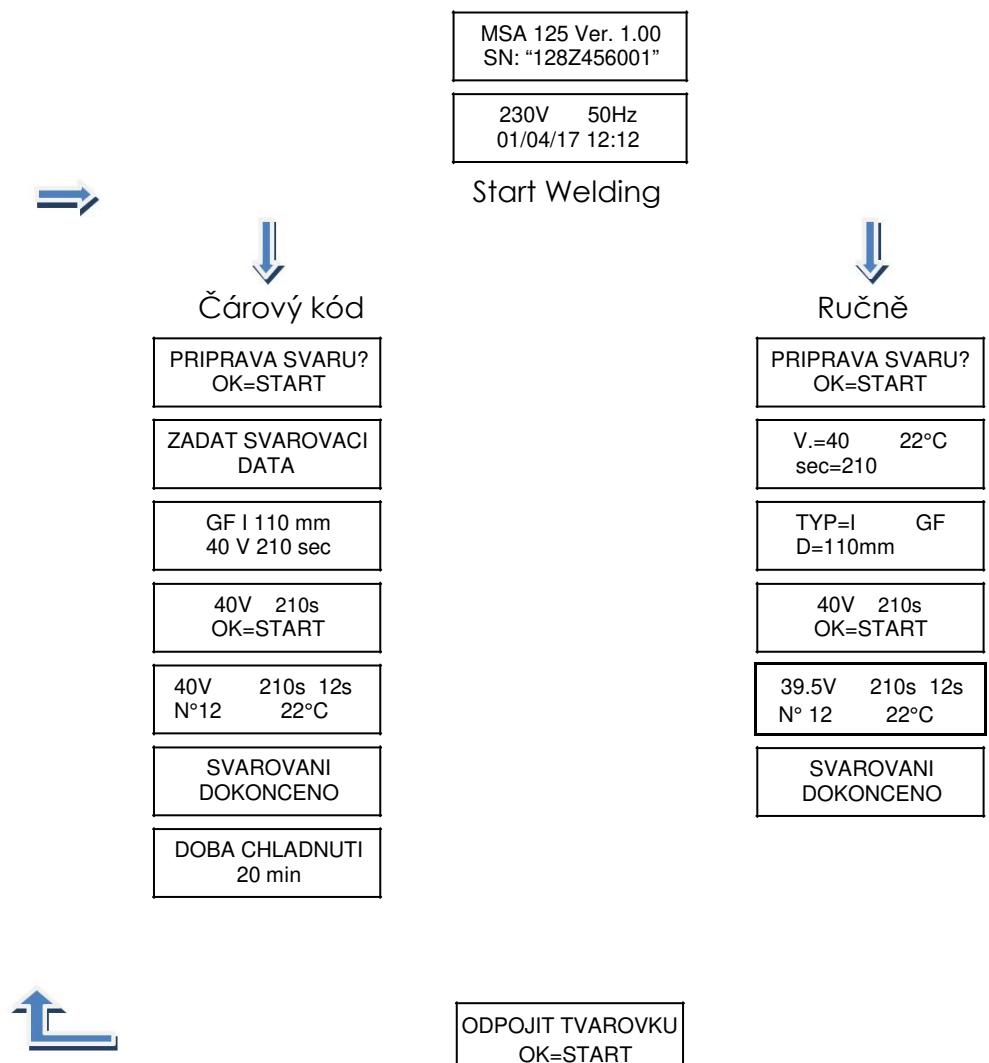 MSA 125 Ver. 1.00
SN: “128Z456001”
230V 50Hz
01/04/17 12:12
Start Welding
Čárový kód
PRIPRAVA SVARU?
OK=START
ZADAT SVAROVACI
DATA
GF I 110 mm
40 V 210 sec
40V 210s
OK=START
40V 210s 12s
N°12 22°C
SVAROVANI
DOKONCENO
DOBA CHLADNUTI
20 min
Ručně
PRIPRAVA SVARU?
OK=START
V.=40 22°C
sec=210
TYP=I GF
D=110mm
40V 210s
OK=START
39.5V 210s 12s
N° 12 22°C
SVAROVANI
DOKONCENO
ODPOJIT TVAROVKU
OK=START